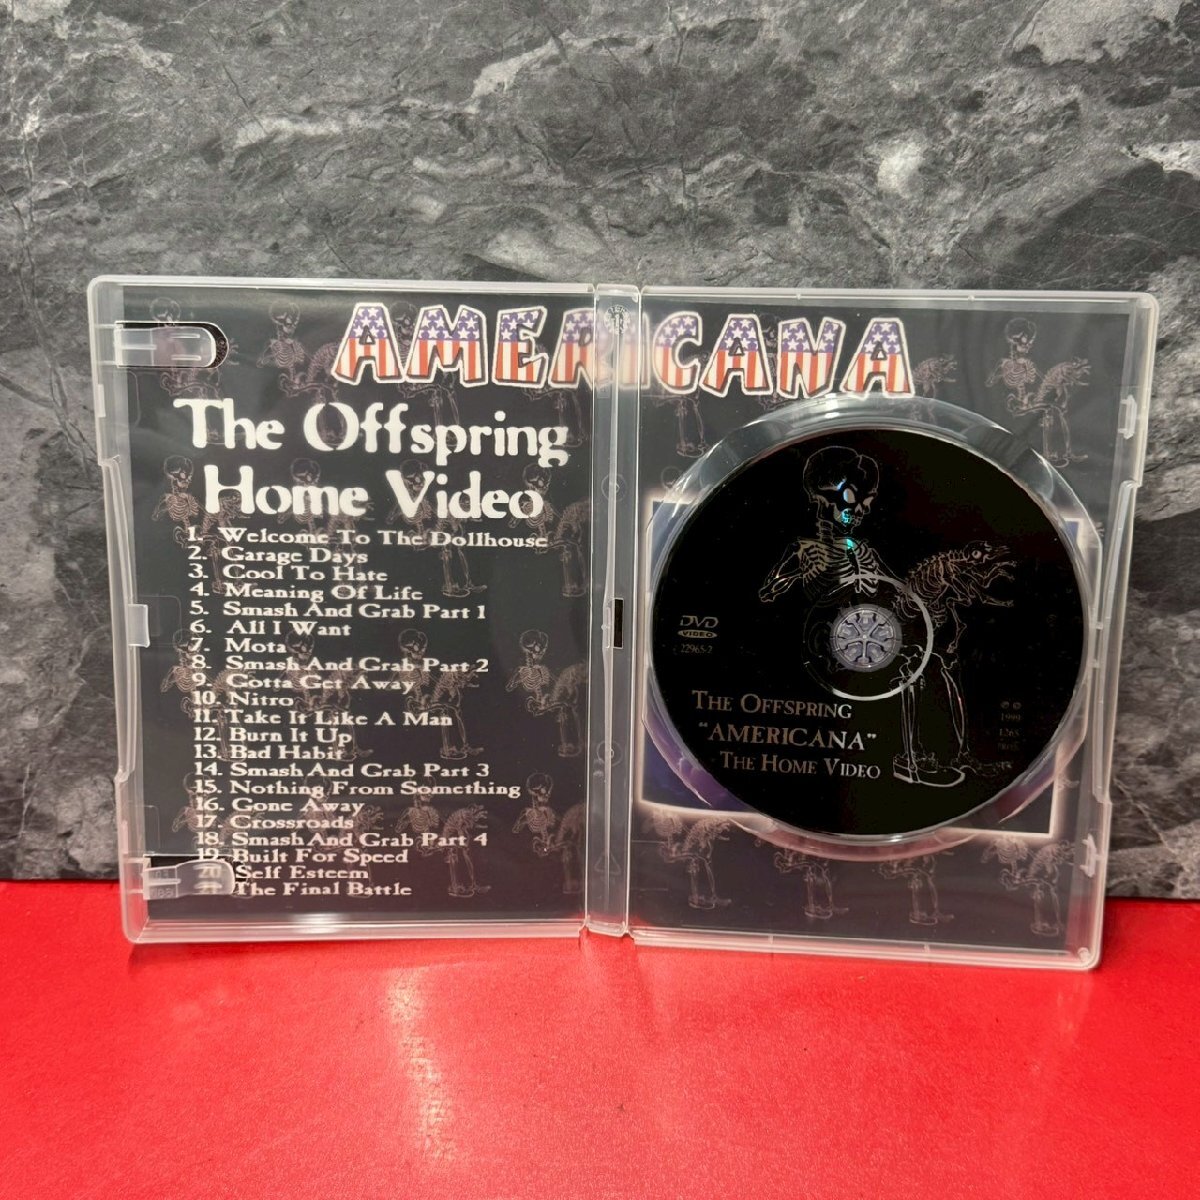 AMERICANA
The Offspring
Home Video
1. Welcome To The Dollhouse
2. Garage Days
3. Cool To Hate
4. Meaning Of Life
5. Smash And Grab Part 1
6. All I Want
7. Mota
8. Smash And Grab Part 2
9. Gotta Get Away
10. Nitro
11. Take It Like A Man
12. Burn It Up
13. Bad Habit
14. Smash And Grab Part 3
15. Nothing From Something
16. Gone Away
17. Crossroads
18. Smash And Grab Part 4
19. Built For Speed
20. Self Esteem
21. The Final Battle
DVD
VIDEO
22965-2
THE OFFSPRING
"AMERICANA"
THE HOME VIDEO
℗ ©
1999